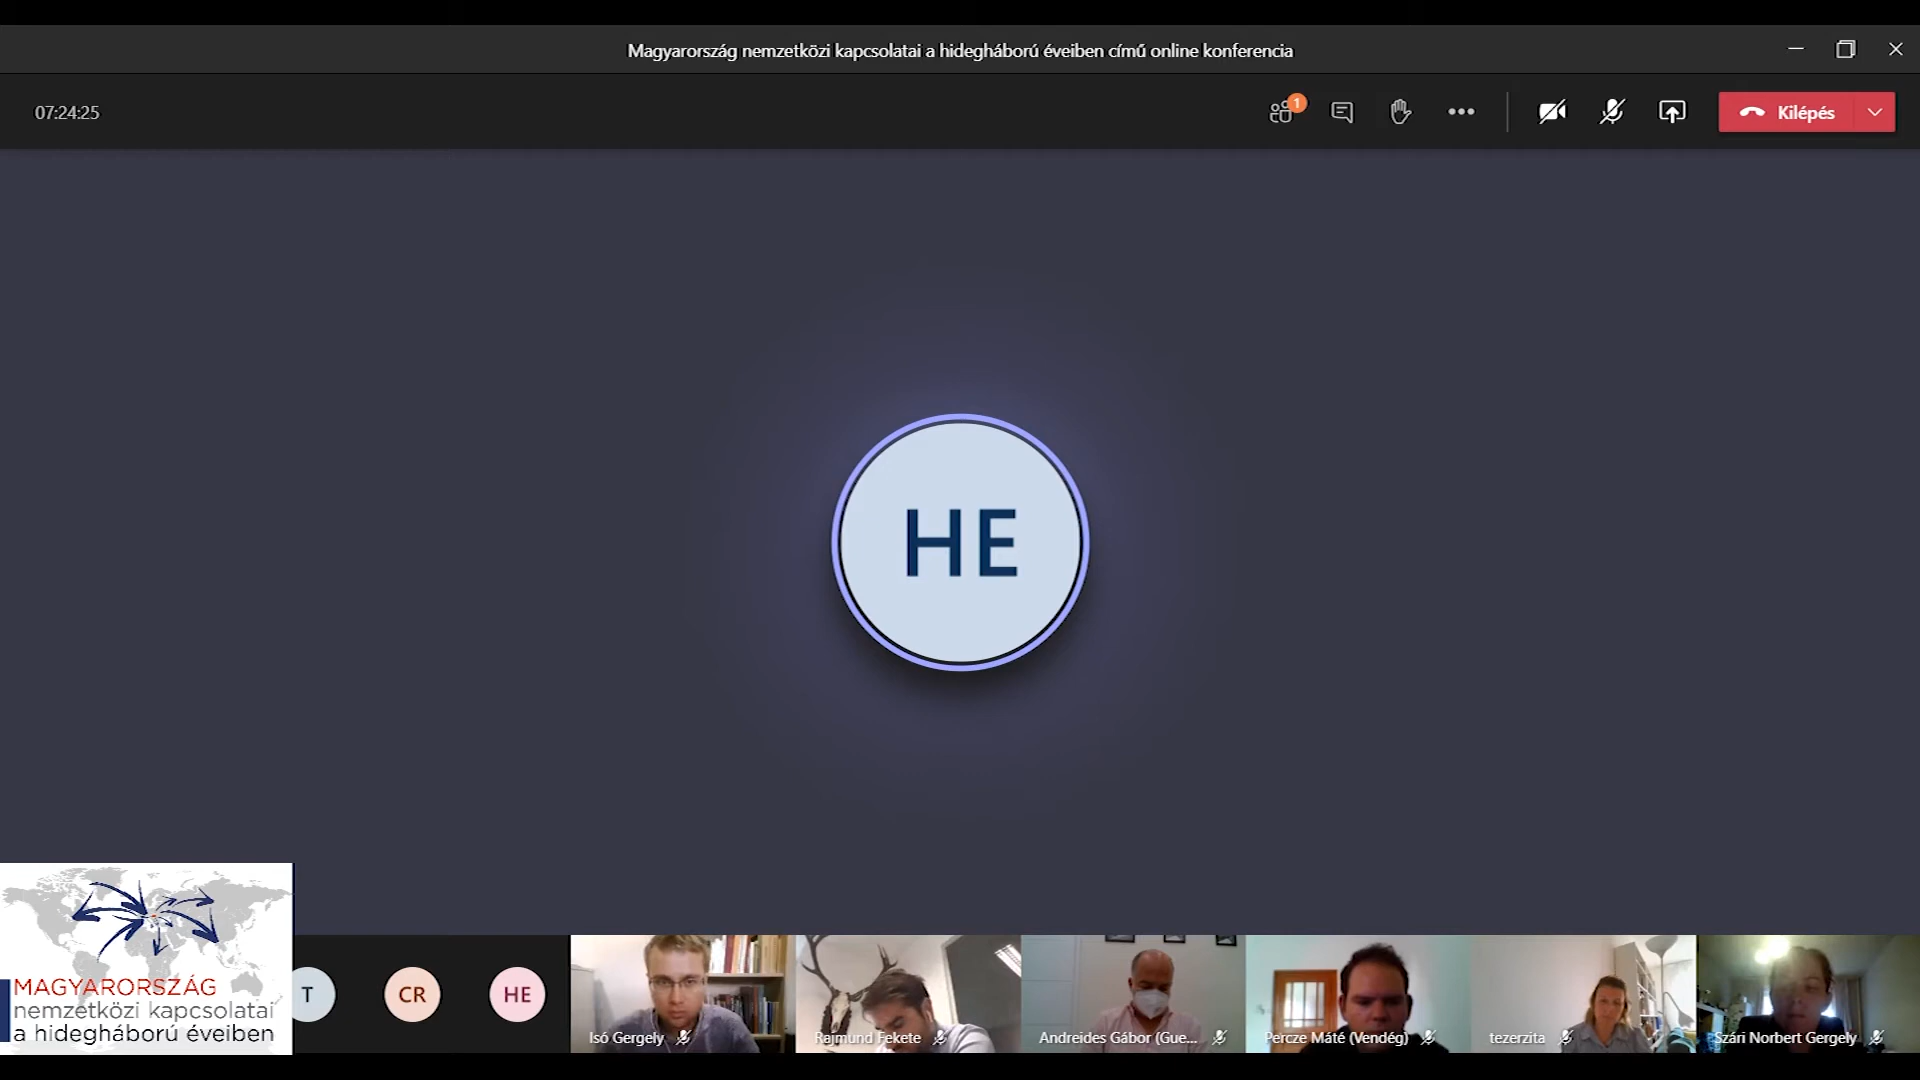 Magyarország nemzetközi kapcsolatai a hidegháború éveiben című online konferencia
07:24:25
1
Kilépés
HE
MAGYARORSZÁG
nemzetközi kapcsolatai
a hidegháború éveiben
T
CR
HE
Isó Gergely
Rajmund Fekete
Andreides Gábor (Gue...
Percze Máté (Vendég)
tezerzita
Szári Norbert Gergely